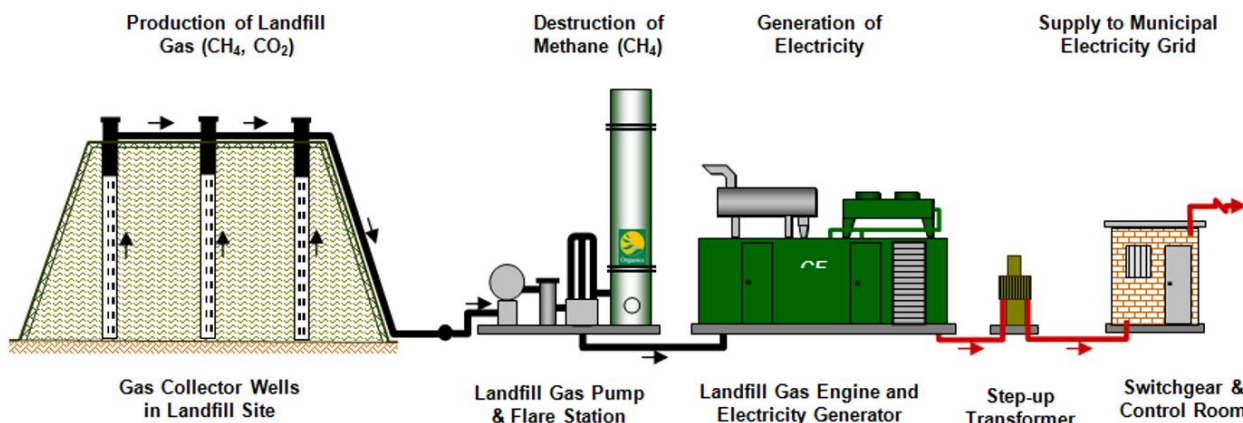 Production of Landfill
Gas (CH₄, CO₂)
Destruction of
Methane (CH₄)
Generation of
Electricity
Supply to Municipal
Electricity Grid
Organics
Gas Collector Wells
in Landfill Site
Landfill Gas Pump
& Flare Station
Landfill Gas Engine and
Electricity Generator
Step-up
Transformer
Switchgear &
Control Room